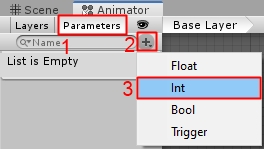 Scene Animator
Layers Parameters Base Layer
1 Name 2
List is Empty
Float
3 Int
Bool
Trigger